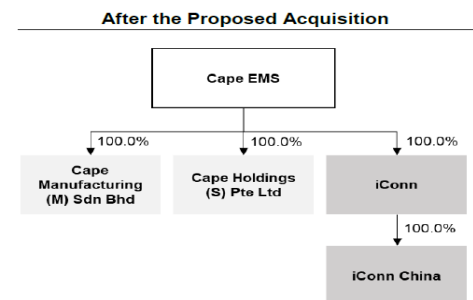 After the Proposed Acquisition
Cape EMS
100.0%
100.0%
100.0%
Cape
Manufacturing
(M) Sdn Bhd
Cape Holdings
(S) Pte Ltd
iConn
100.0%
iConn China